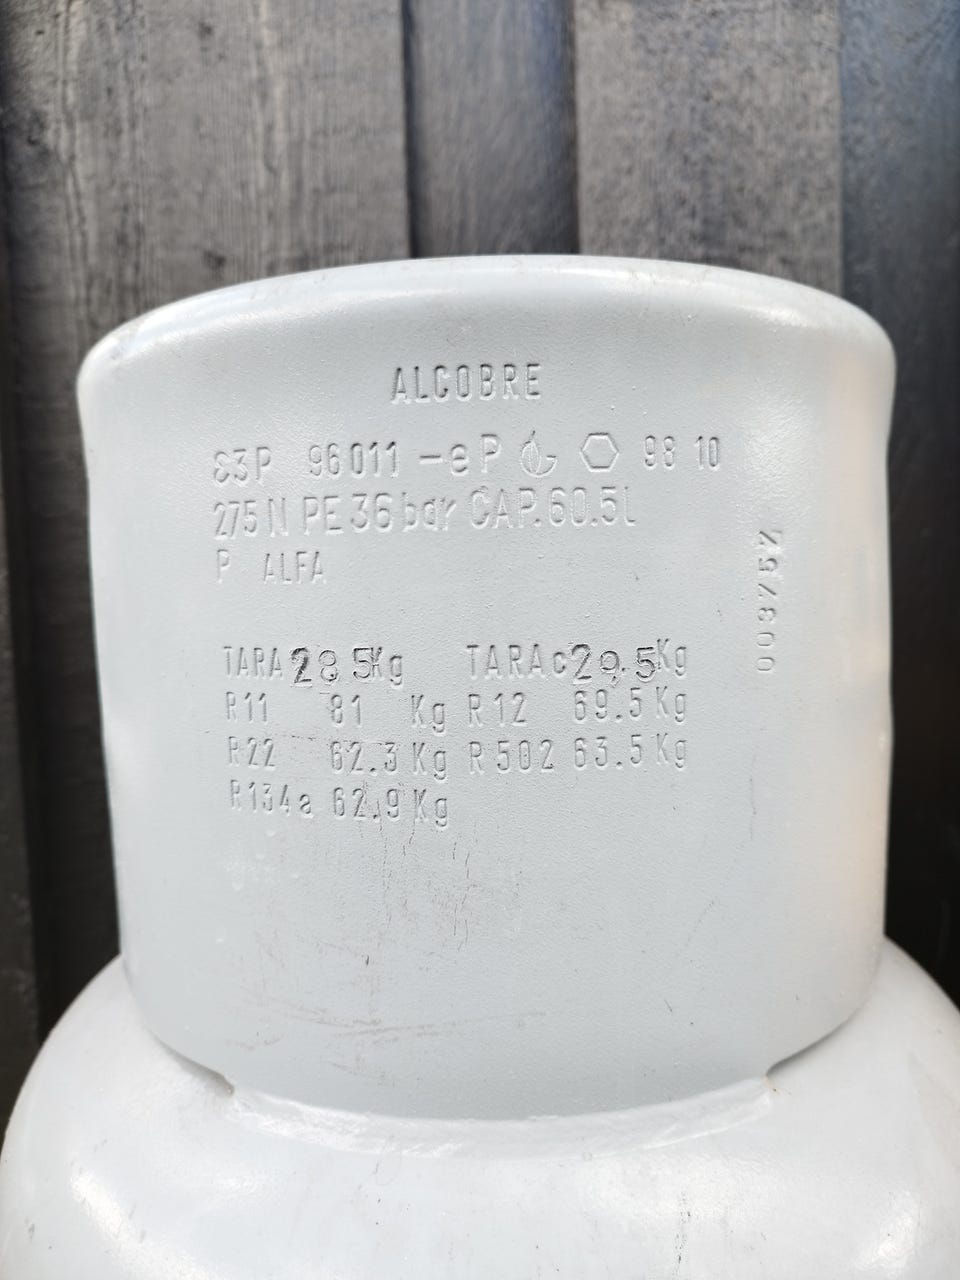 ALCOBRE
ε3P 96011 -eP 98 10
275 N PE 36 bar CAP. 60.5L
P ALFA
TARA 28.5Kg TARAc 29.5Kg
R11 81 Kg R12 69.5 Kg
R22 62.3 Kg R502 63.5 Kg
R134a 62.9 Kg